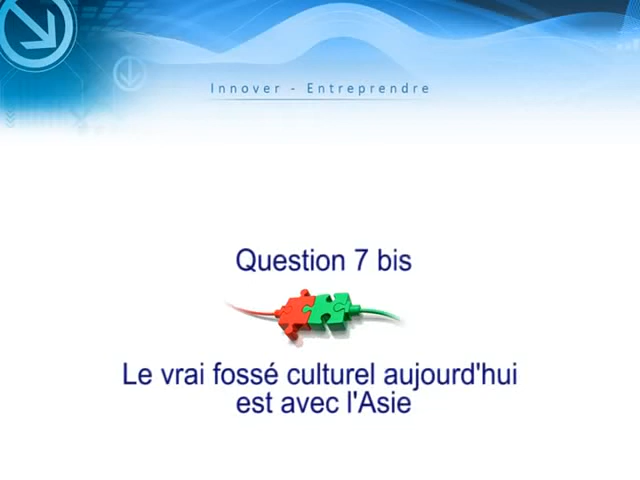 Innover - Entreprendre
Question 7 bis
Le vrai fossé culturel aujourd'hui
est avec l'Asie